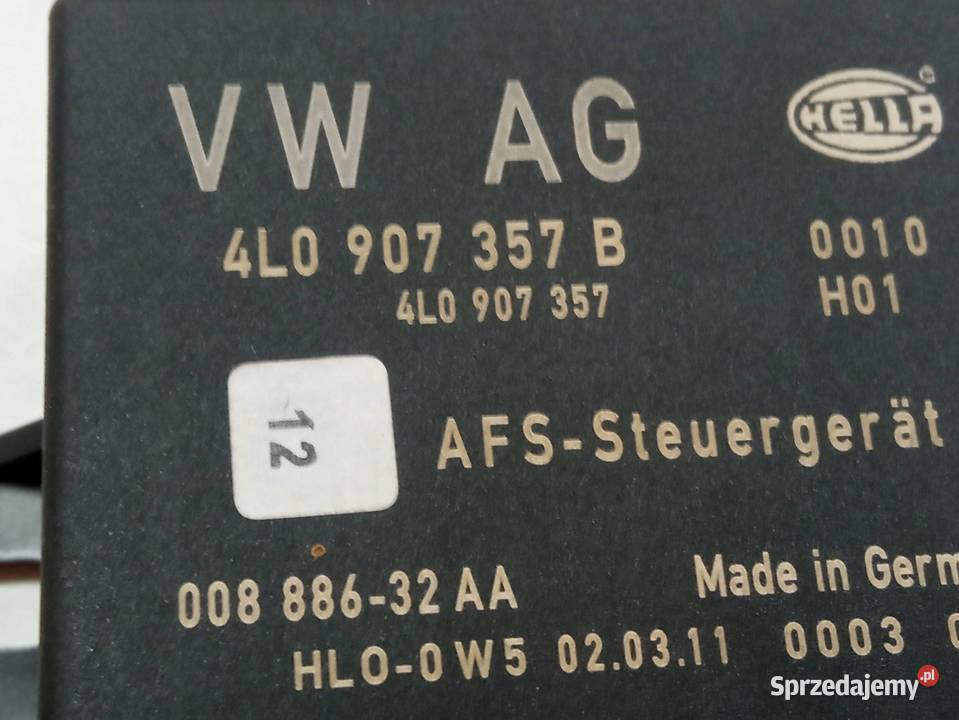 VW AG
HELLA
4L0 907 357 B
0010
4L0 907 357
H01
12
AFS-Steuergerät
008 886-32 AA
Made in Germ
HLO-0W5 02.03.11 0003
Sprzedajemy.pl